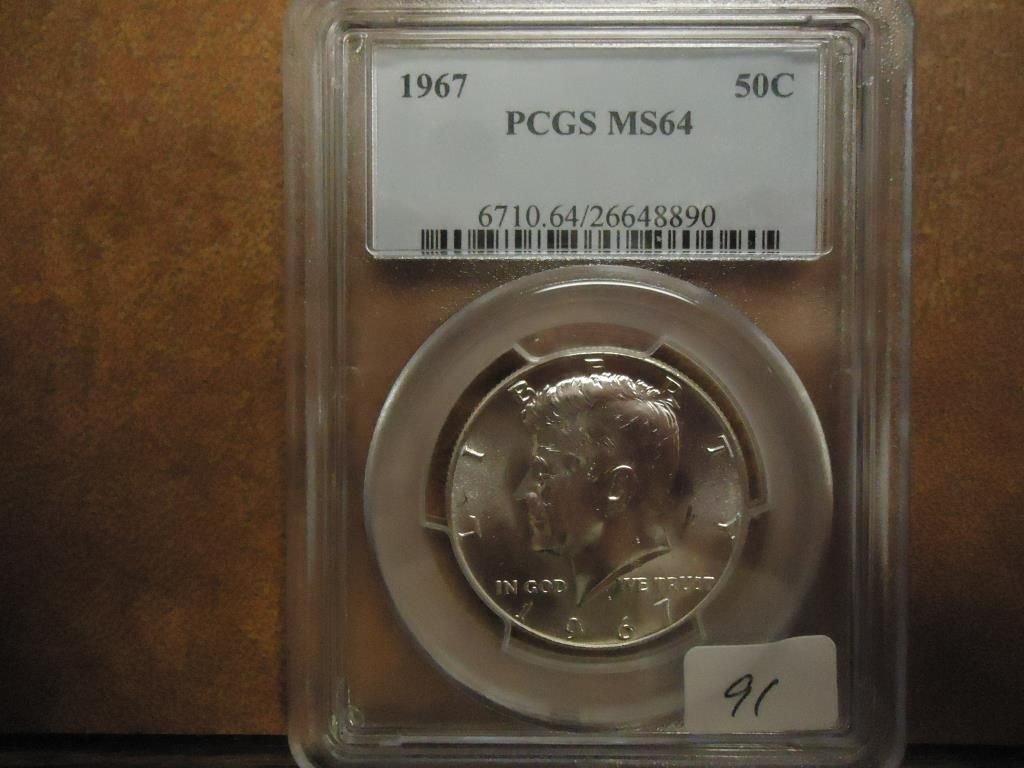 1967 50C
PCGS MS64
6710.64/26648890
LIBERTY
IN GOD WE TRUST
1967
91